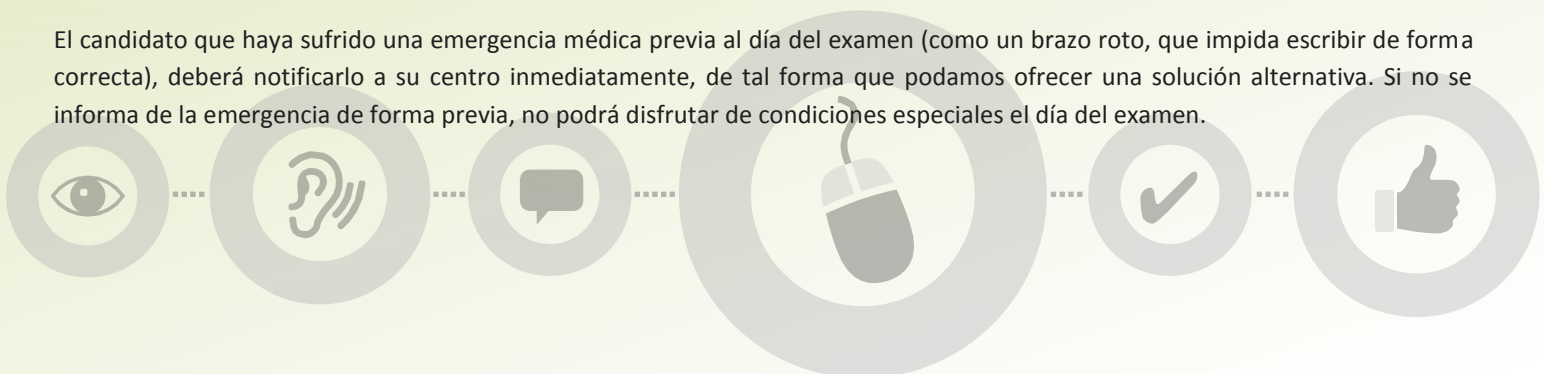 El candidato que haya sufrido una emergencia médica previa al día del examen (como un brazo roto, que impida escribir de forma
correcta), deberá notificarlo a su centro inmediatamente, de tal forma que podamos ofrecer una solución alternativa. Si no se
informa de la emergencia de forma previa, no podrá disfrutar de condiciones especiales el día del examen.